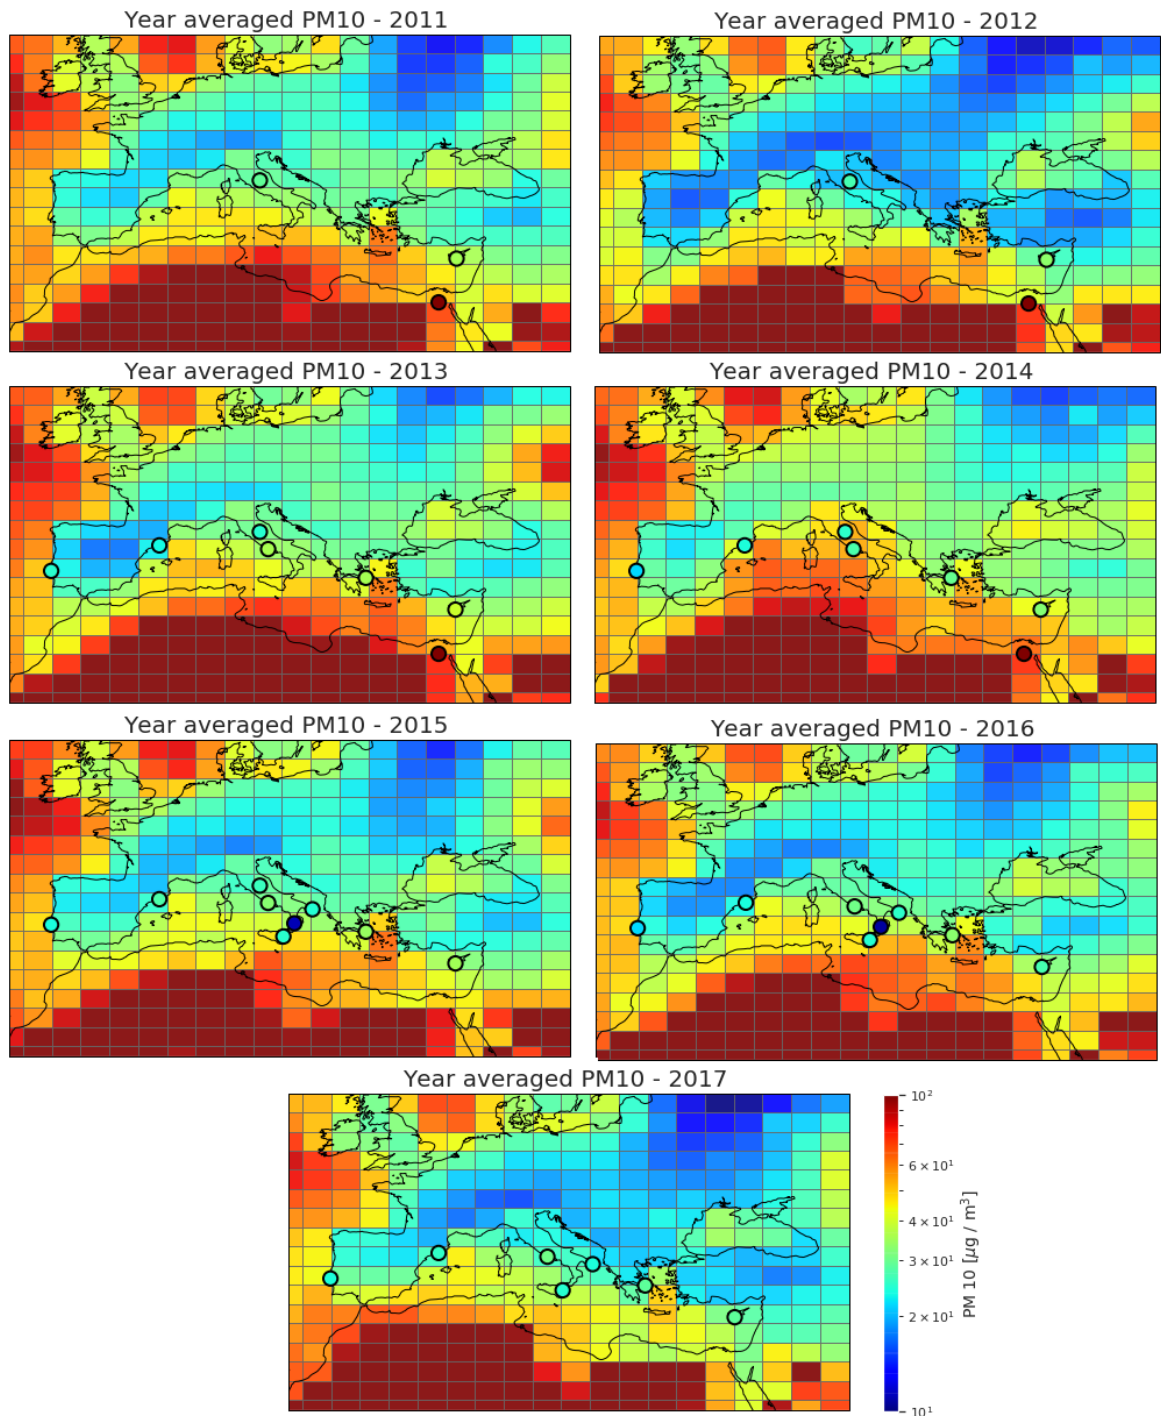 Year averaged PM10 - 2011
Year averaged PM10 - 2012
Year averaged PM10 - 2013
Year averaged PM10 - 2014
Year averaged PM10 - 2015
Year averaged PM10 - 2016
Year averaged PM10 - 2017
10²
6 × 10¹
4 × 10¹
3 × 10¹
2 × 10¹
10¹
PM 10 [μg / m³]